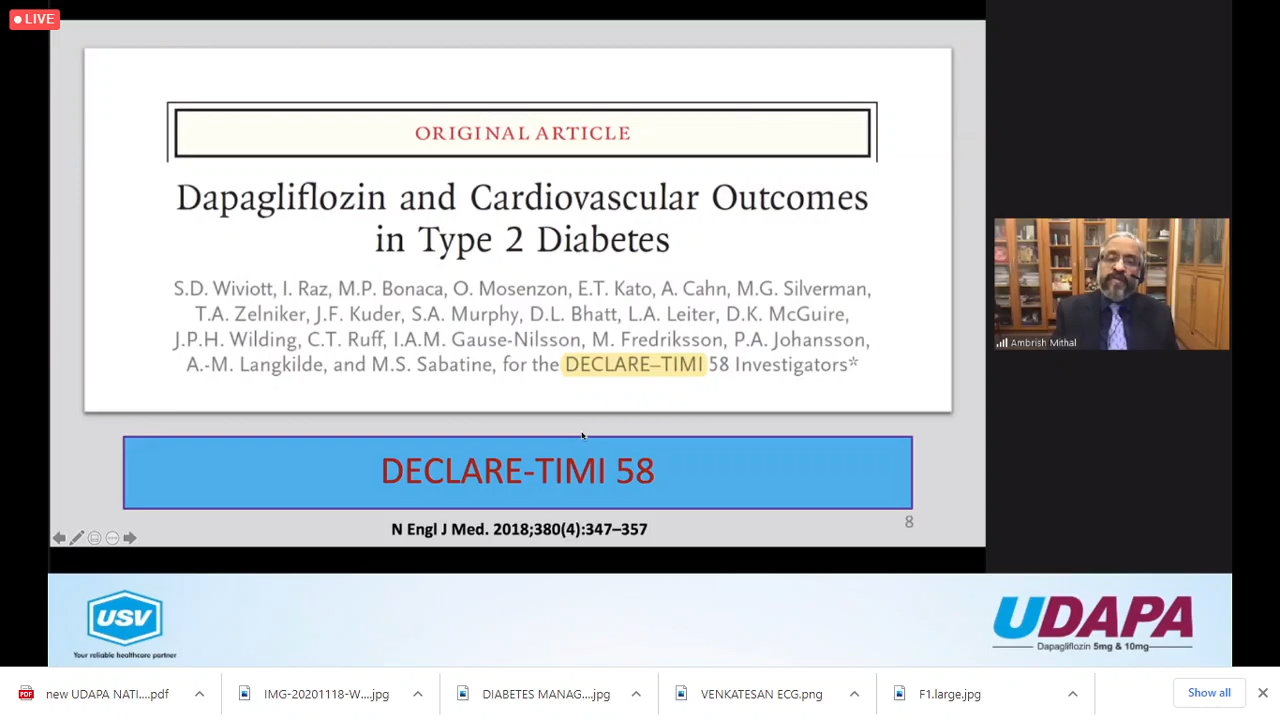 LIVE
ORIGINAL ARTICLE
Dapagliflozin and Cardiovascular Outcomes
in Type 2 Diabetes
S.D. Wiviott, I. Raz, M.P. Bonaca, O. Mosenzon, E.T. Kato, A. Cahn, M.G. Silverman,
T.A. Zelniker, J.F. Kuder, S.A. Murphy, D.L. Bhatt, L.A. Leiter, D.K. McGuire,
J.P.H. Wilding, C.T. Ruff, I.A.M. Gause-Nilsson, M. Fredriksson, P.A. Johansson,
A.-M. Langkilde, and M.S. Sabatine, for the DECLARE–TIMI 58 Investigators*
DECLARE-TIMI 58
N Engl J Med. 2018;380(4):347–357
8
Ambrish Mithal
USV
Your reliable healthcare partner
UDAPA
Dapagliflozin 5mg & 10mg
PDF
new UDAPA NATI....pdf
IMG-20201118-W....jpg
DIABETES MANAG....jpg
VENKATESAN ECG.png
F1.large.jpg
Show all